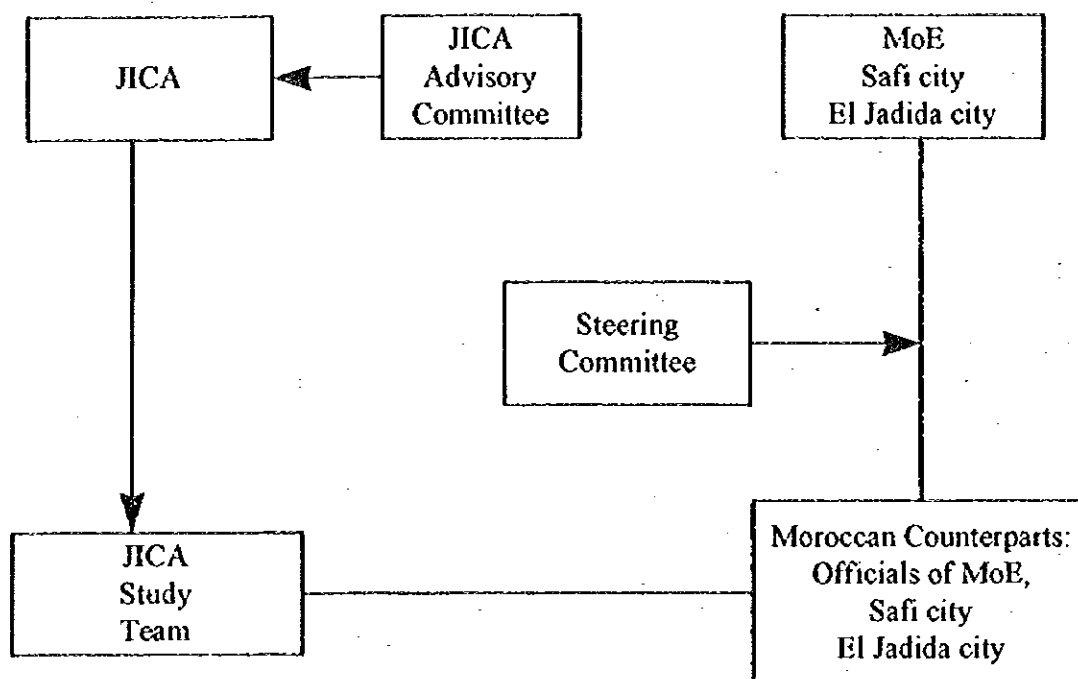 JICA
JICA
Advisory
Committee
MoE
Safi city
El Jadida city
Steering
Committee
JICA
Study
Team
Moroccan Counterparts:
Officials of MoE,
Safi city
El Jadida city